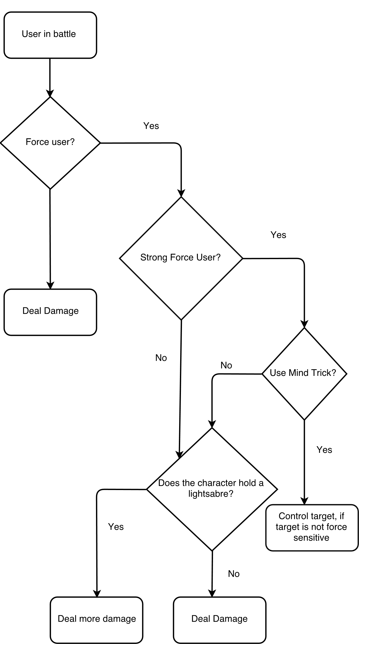 User in battle
Yes
Force user?
Yes
Strong Force User?
Deal Damage
No
No
Use Mind Trick?
Yes
Does the character hold a
lightsabre?
Control target, if
target is not force
sensitive
Yes
No
Deal more damage
Deal Damage